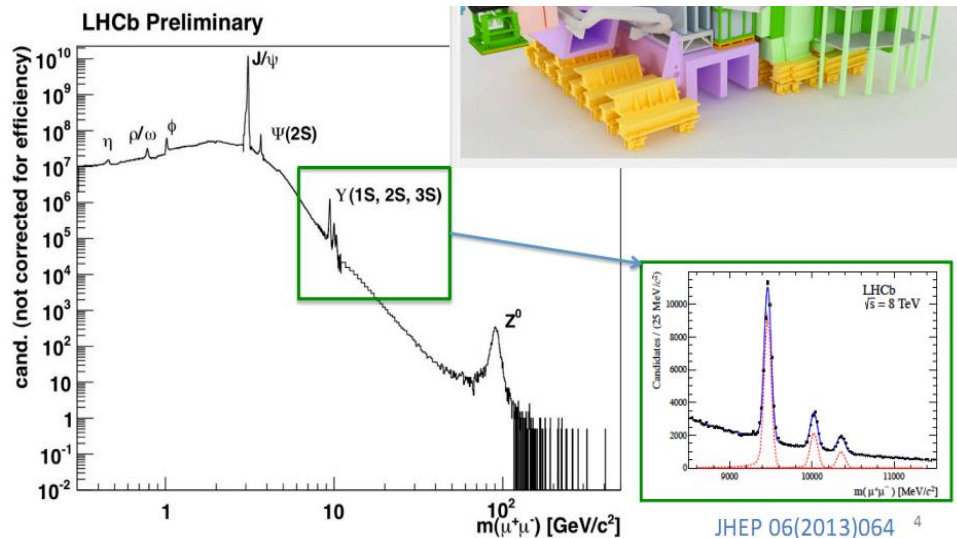 LHCb Preliminary
10¹⁰
10⁹
10⁸
10⁷
10⁶
10⁵
10⁴
10³
10²
10
1
10⁻¹
10⁻²
cand. (not corrected for efficiency)
η
ρ/ω
ϕ
J/ψ
Ψ(2S)
ϒ(1S, 2S, 3S)
Z⁰
1
10
10²
m(μ⁺μ⁻) [GeV/c²]
LHCb
√s = 8 TeV
Candidates / (25 MeV/c²)
10000
8000
6000
4000
2000
0
9000
10000
11000
m(μ⁺μ⁻) [MeV/c²]
JHEP 06(2013)064
4